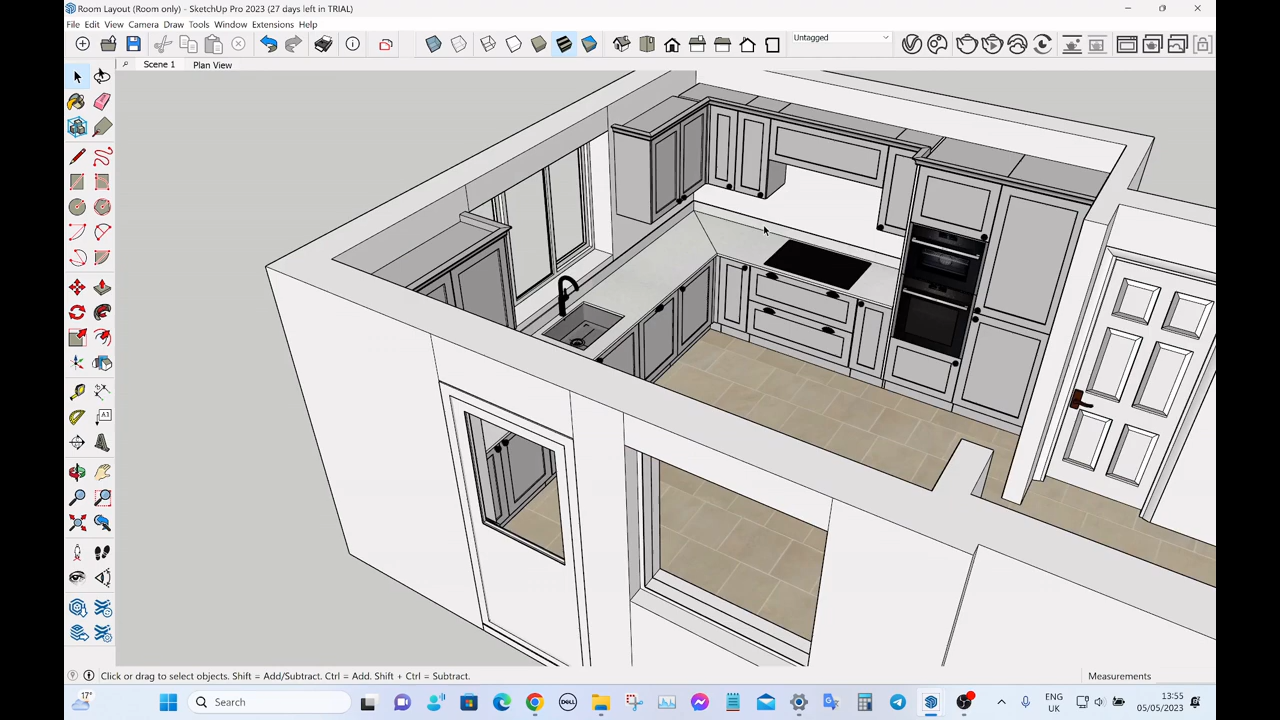 Room Layout (Room only) - SketchUp Pro 2023 (27 days left in TRIAL)
File Edit View Camera Draw Tools Window Extensions Help
Untagged
Scene 1 Plan View
A1
Click or drag to select objects. Shift = Add/Subtract. Ctrl = Add. Shift + Ctrl = Subtract.
Measurements
17°
Search
DELL
ENG
UK
13:55
05/05/2023